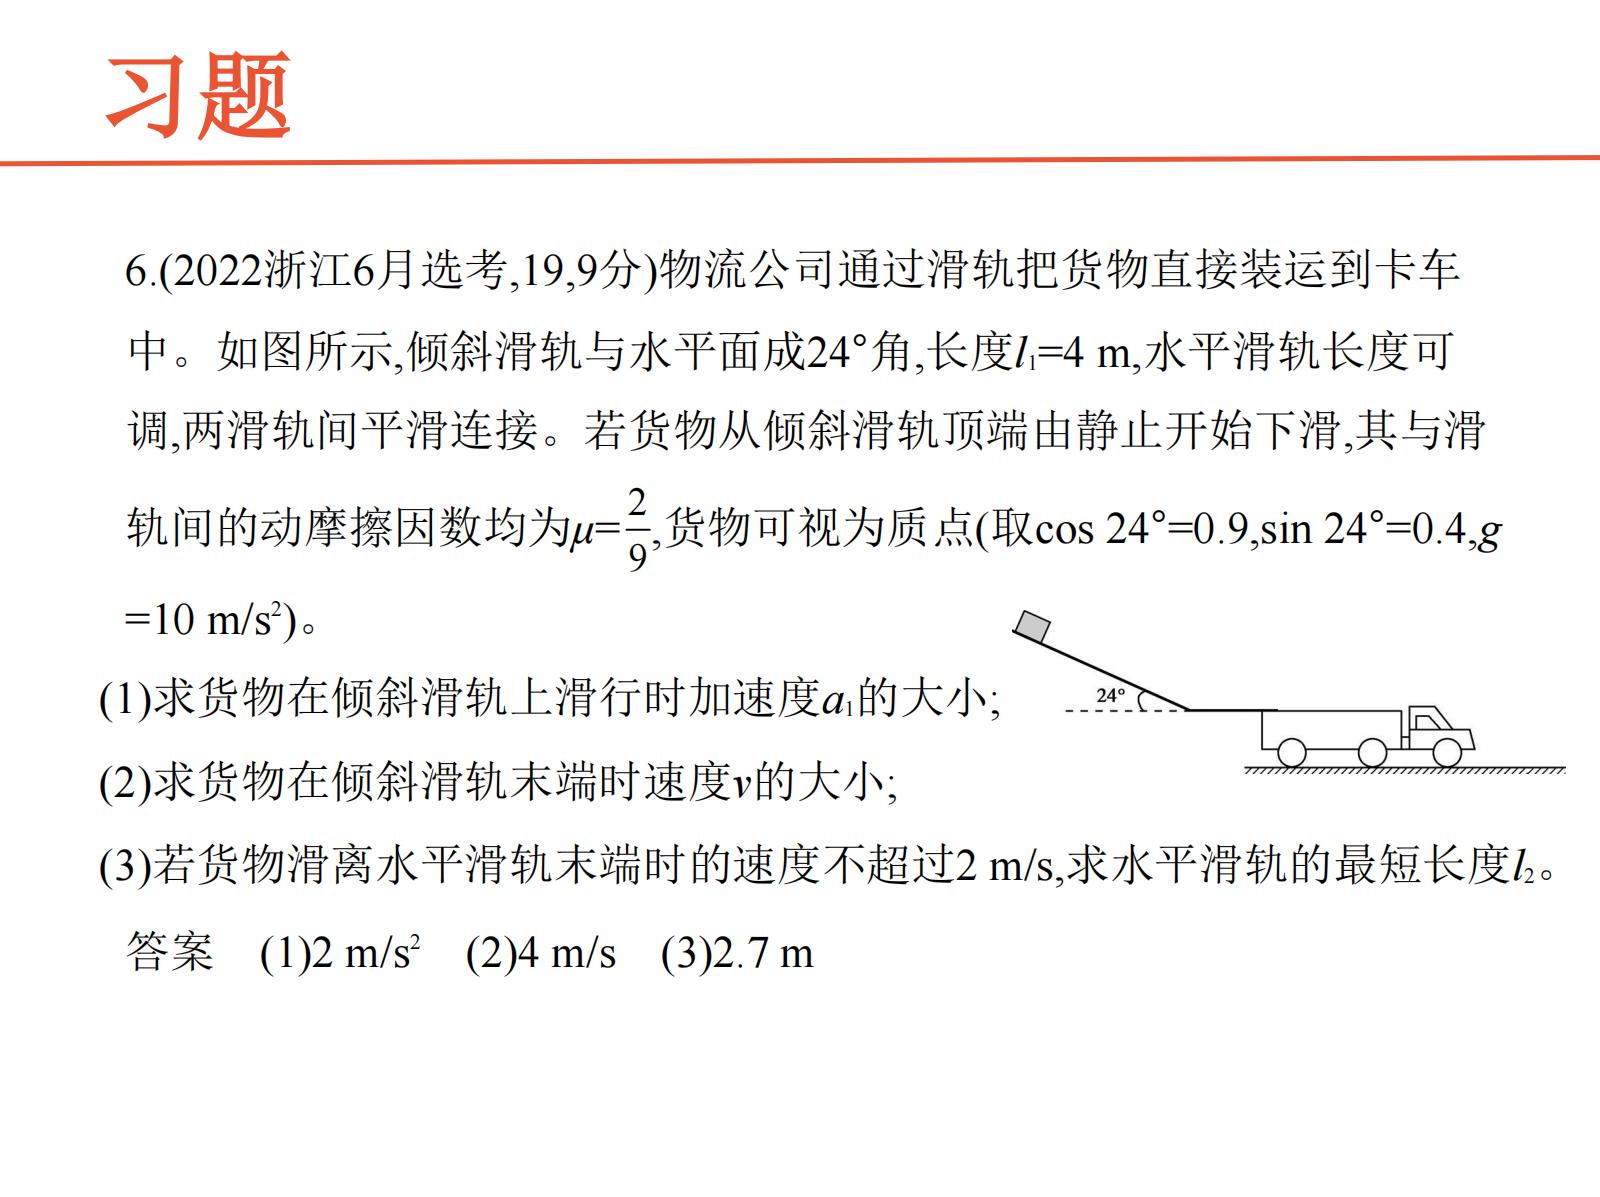 习题
6.(2022浙江6月选考,19,9分)物流公司通过滑轨把货物直接装运到卡车
中。如图所示,倾斜滑轨与水平面成24°角,长度l₁=4 m,水平滑轨长度可
调,两滑轨间平滑连接。若货物从倾斜滑轨顶端由静止开始下滑,其与滑
轨间的动摩擦因数均为μ=2/9,货物可视为质点(取cos 24°=0.9,sin 24°=0.4,g
=10 m/s²)。
(1)求货物在倾斜滑轨上滑行时加速度a₁的大小;
24°
(2)求货物在倾斜滑轨末端时速度v的大小;
(3)若货物滑离水平滑轨末端时的速度不超过2 m/s,求水平滑轨的最短长度l₂。
答案 (1)2 m/s² (2)4 m/s (3)2.7 m